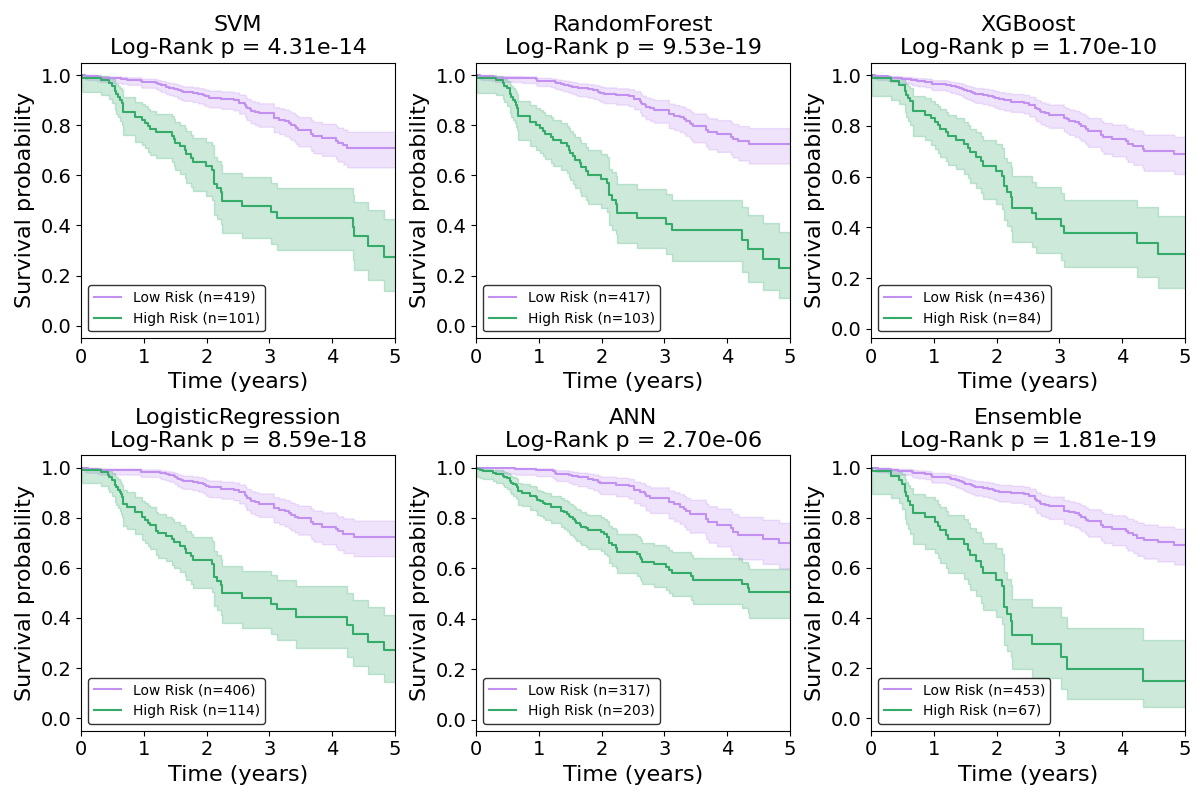 SVM
Log-Rank p = 4.31e-14
Survival probability
1.0
0.8
0.6
0.4
0.2
0.0
Low Risk (n=419)
High Risk (n=101)
0 1 2 3 4 5
Time (years)
RandomForest
Log-Rank p = 9.53e-19
Survival probability
1.0
0.8
0.6
0.4
0.2
0.0
Low Risk (n=417)
High Risk (n=103)
0 1 2 3 4 5
Time (years)
XGBoost
Log-Rank p = 1.70e-10
Survival probability
1.0
0.8
0.6
0.4
0.2
0.0
Low Risk (n=436)
High Risk (n=84)
0 1 2 3 4 5
Time (years)
LogisticRegression
Log-Rank p = 8.59e-18
Survival probability
1.0
0.8
0.6
0.4
0.2
0.0
Low Risk (n=406)
High Risk (n=114)
0 1 2 3 4 5
Time (years)
ANN
Log-Rank p = 2.70e-06
Survival probability
1.0
0.8
0.6
0.4
0.2
0.0
Low Risk (n=317)
High Risk (n=203)
0 1 2 3 4 5
Time (years)
Ensemble
Log-Rank p = 1.81e-19
Survival probability
1.0
0.8
0.6
0.4
0.2
0.0
Low Risk (n=453)
High Risk (n=67)
0 1 2 3 4 5
Time (years)